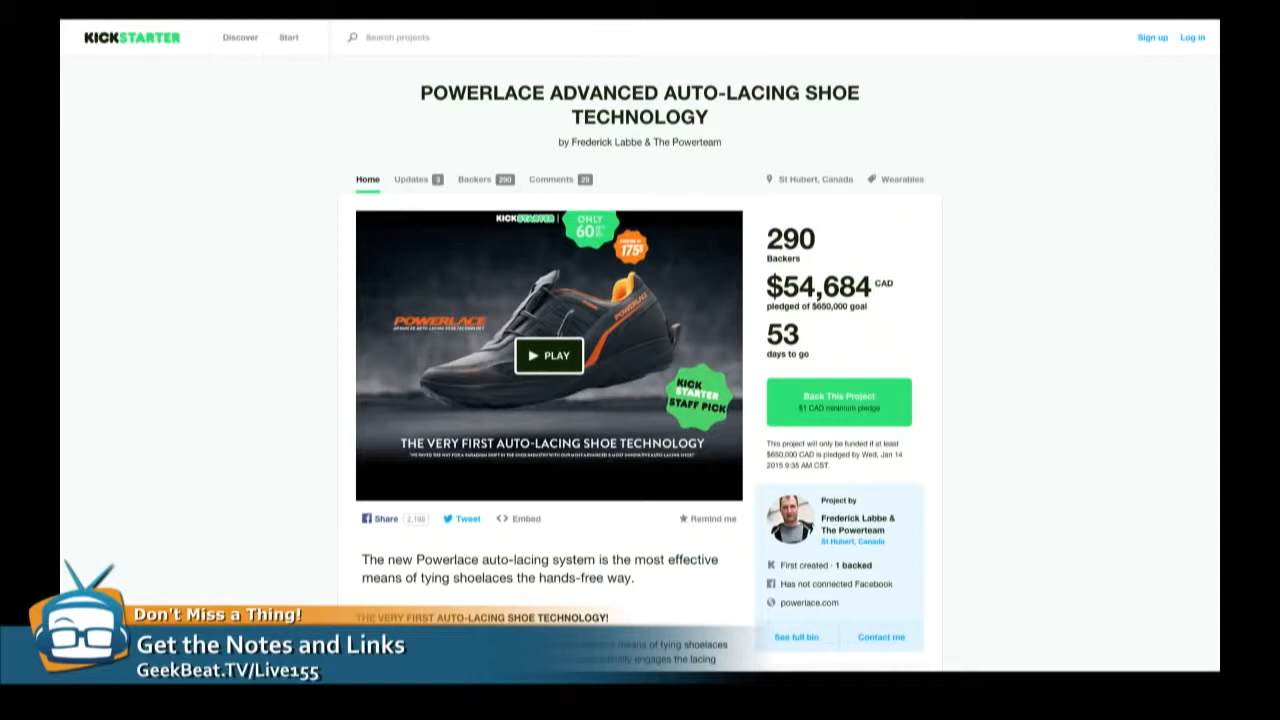 KICKSTARTER
Discover
Start
Search projects
Sign up
Log in
POWERLACE ADVANCED AUTO-LACING SHOE
TECHNOLOGY
by Frederick Labbe & The Powerteam
Home
Updates 3
Backers 290
Comments 29
St Hubert, Canada
Wearables
KICKSTARTER
ONLY
60
175$
POWERLACE
ADVANCED AUTO-LACING SHOE TECHNOLOGY
POWERLACE
PLAY
KICK
STARTER
STAFF PICK
THE VERY FIRST AUTO-LACING SHOE TECHNOLOGY
290
Backers
$54,684 CAD
pledged of $650,000 goal
53
days to go
Back This Project
$1 CAD minimum pledge
This project will only be funded if at least
$650,000 CAD is pledged by Wed, Jan 14
2015 9:35 AM CST.
Project by
Frederick Labbe &
The Powerteam
St Hubert, Canada
First created · 1 backed
Has not connected Facebook
powerlace.com
See full bio
Contact me
Share
Tweet
Embed
Remind me
The new Powerlace auto-lacing system is the most effective
means of tying shoelaces the hands-free way.
THE VERY FIRST AUTO-LACING SHOE TECHNOLOGY!
means of tying shoelaces
engages the lacing
Don't Miss a Thing!
Get the Notes and Links
GeekBeat.TV/Live155